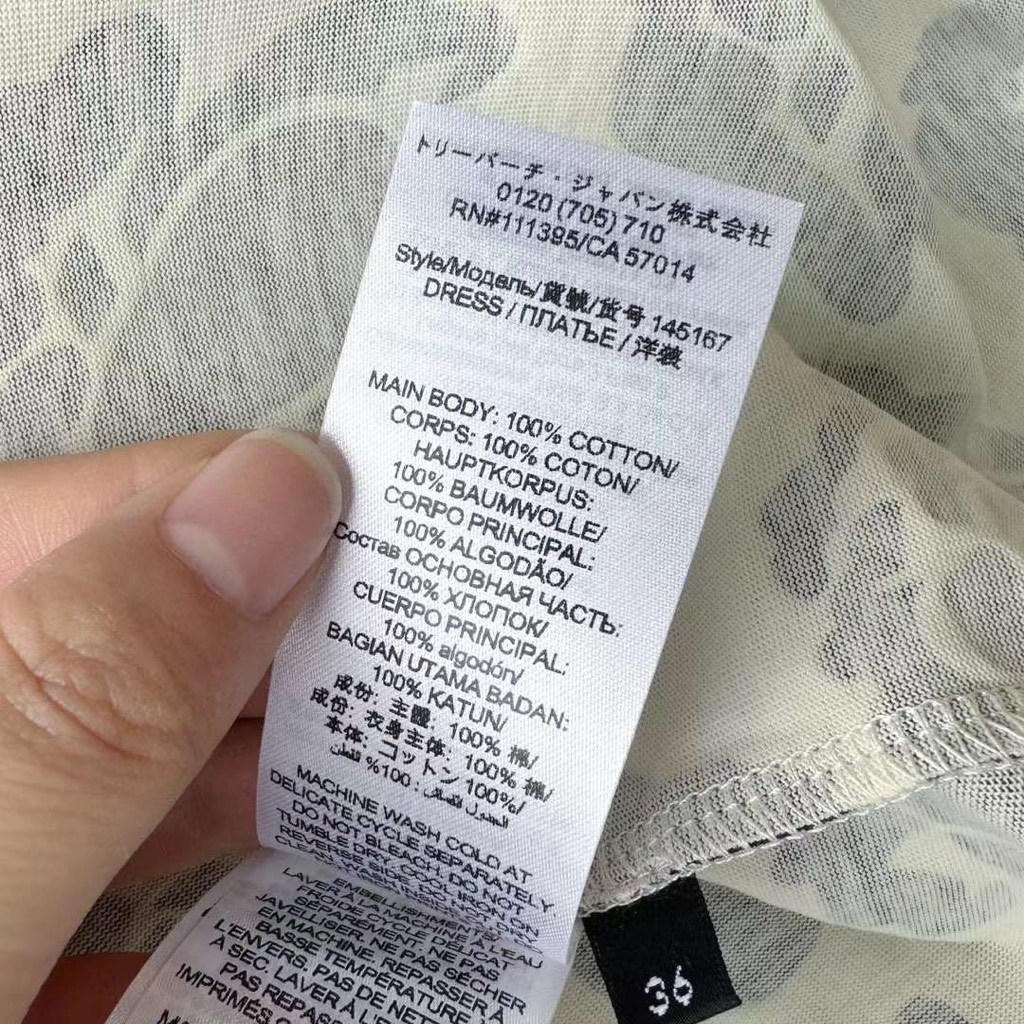 トリーバーチ・ジャパン株式会社
0120 (705) 710
RN#111395/CA 57014
Style/Модель/貨號/货号 145167
DRESS / ПЛАТЬЕ / 洋装
MAIN BODY: 100% COTTON/
CORPS: 100% COTON/
HAUPTKORPUS:
100% BAUMWOLLE/
CORPO PRINCIPAL:
100% ALGODÃO/
Состав ОСНОВНАЯ ЧАСТЬ:
100% ХЛОПОК/
CUERPO PRINCIPAL:
100% algodón/
BAGIAN UTAMA BADAN:
100% KATUN/
成份: 主體: 100% 棉/
成份: 衣身主体: 100% 棉/
本体: コットン 100%/
100% قطن
MACHINE WASH COLD AT
DELICATE CYCLE SEPARATELY.
DO NOT BLEACH. DO NOT
TUMBLE DRY. COOL IRON
REVERSE SIDE. DO NOT IRON
EMBELLISHMENT
LAVER A LA MACHINE A L'EAU
FROIDE CYCLE DÉLICAT
SÉPARÉMENT. NE PAS
JAVELLISER. NE PAS SÉCHER
EN MACHINE. REPASSER À
BASSE TEMPÉRATURE À
L'ENVERS. PAS DE NETT
À SEC. LAVER À L'E
PAS REPAS
IMPRIMÉS
36